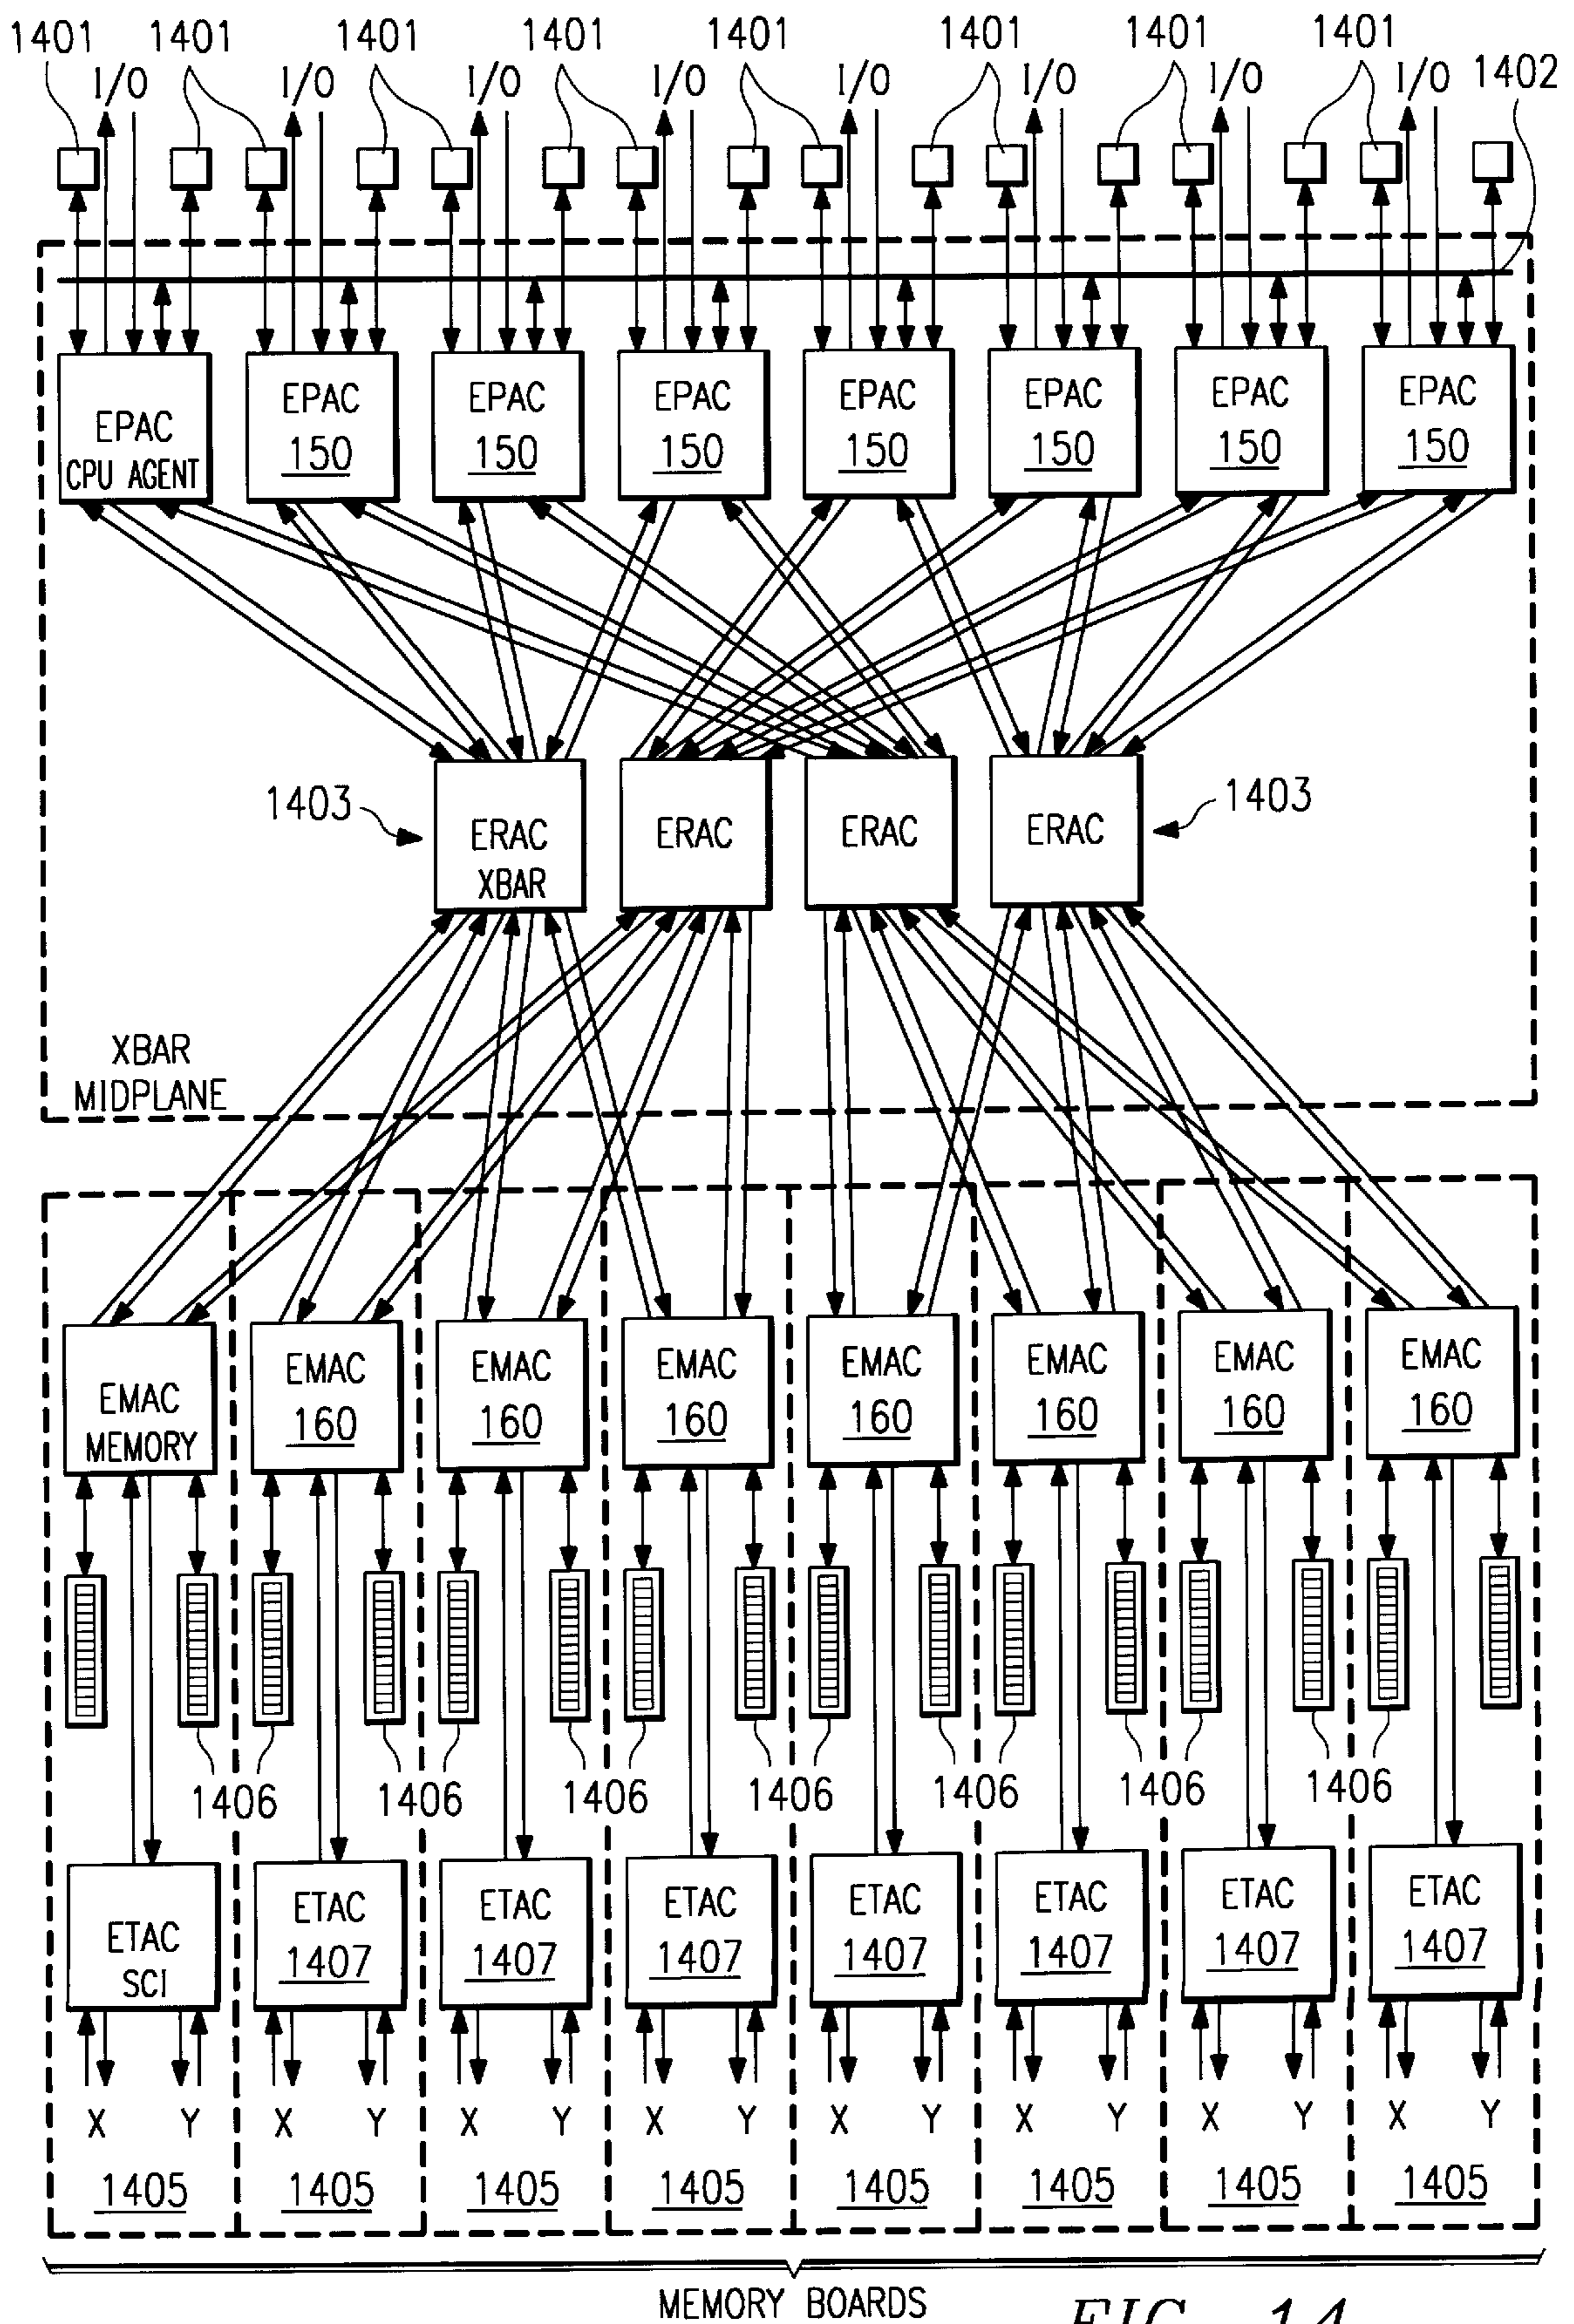 1401 1401 1401 1401 1401 1401 1401 1401
I/O I/O I/O I/O I/O I/O I/O I/O
1402
EPAC CPU AGENT
EPAC 150
EPAC 150
EPAC 150
EPAC 150
EPAC 150
EPAC 150
EPAC 150
1403
ERAC XBAR
ERAC
ERAC
ERAC
1403
XBAR
MIDPLANE
EMAC MEMORY
EMAC 160
EMAC 160
EMAC 160
EMAC 160
EMAC 160
EMAC 160
EMAC 160
1406 1406 1406 1406 1406 1406 1406
ETAC SCI
ETAC 1407
ETAC 1407
ETAC 1407
ETAC 1407
ETAC 1407
ETAC 1407
ETAC 1407
X Y X Y X Y X Y X Y X Y X Y X Y
1405 1405 1405 1405 1405 1405 1405 1405
MEMORY BOARDS
FIG. 14